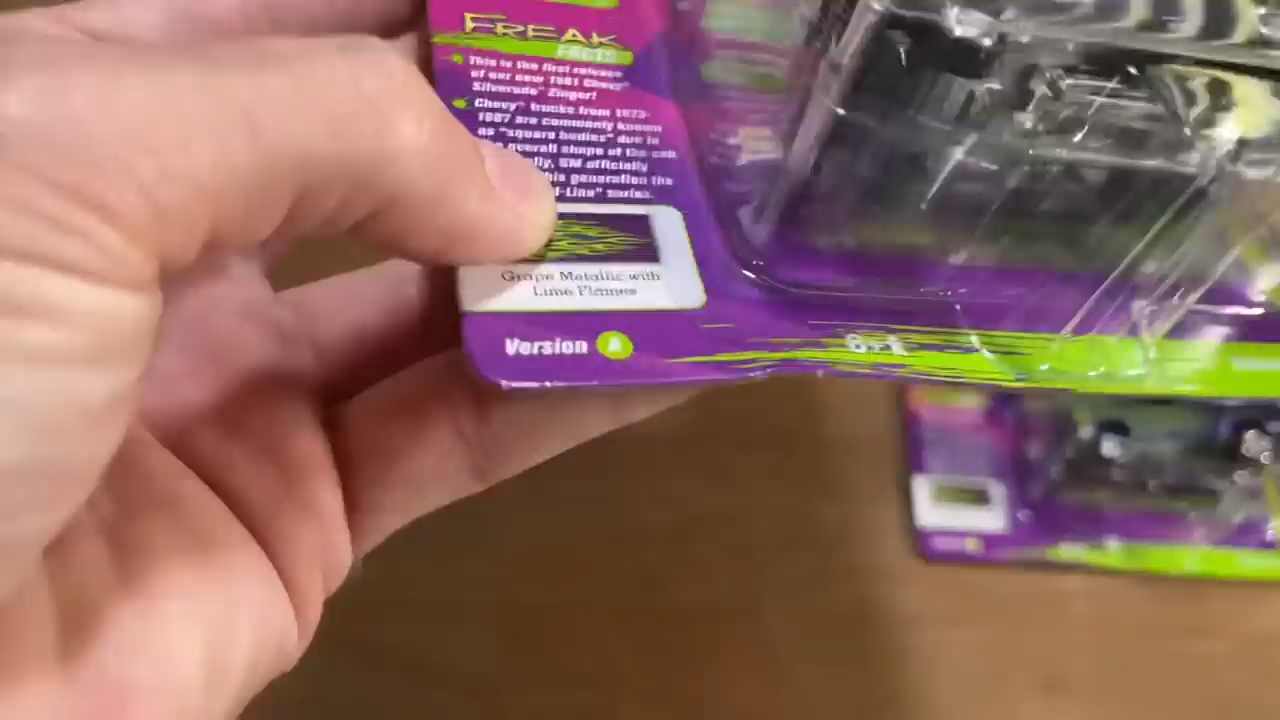 FREAK
FACTS
This is the first release
of our new 1981 Chevy
Silverado Zinger!
Chevy trucks from 1973-
1987 are commonly known
as "square bodies" due to
overall shape of the cab.
GM officially
this generation the
-Line" series.
Grape Metallic with
Lime Flames
Version A